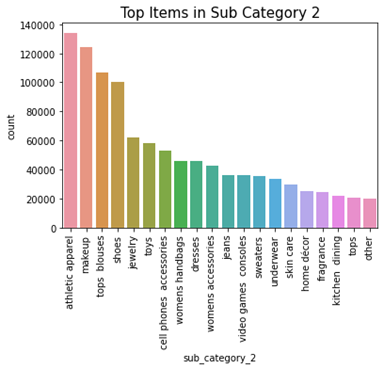 Top Items in Sub Category 2
140000
120000
100000
80000
60000
40000
20000
0
count
athletic apparel
makeup
tops  blouses
shoes
jewelry
toys
cell phones  accessories
womens handbags
dresses
womens accessories
jeans
video games  consoles
sweaters
underwear
skin care
home décor
fragrance
kitchen  dining
tops
other
sub_category_2